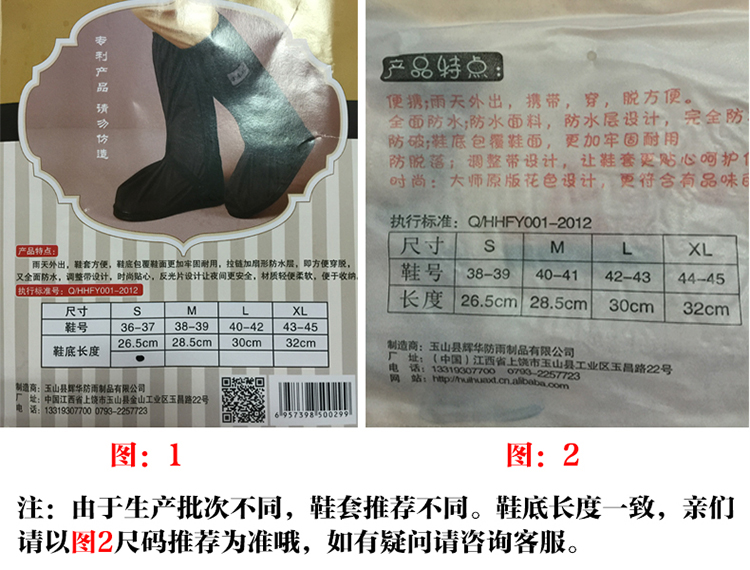 专利产品 请勿仿造
产品特点:
雨天外出,鞋套方便,鞋底包覆鞋面更加牢固耐用,拉链加扇形防水层,即方便穿脱,
又全面防水,调整带设计,时尚贴心,反光片设计让夜间更安全,材质轻便柔软,便于收纳.
执行标准号:Q/HHFY001-2012
尺寸 S M L XL
鞋号 36-37 38-39 40-42 43-45
鞋底长度 26.5cm 28.5cm 30cm 32cm
制造商:玉山县辉华防雨制品有限公司
厂 址:中国江西省上饶市玉山县金山工业区玉昌路22号
电 话:13319307700 0793-2257723
6 957398 500299
产品特点:
便携;雨天外出,携带,穿,脱方便。
全面防水;防水面料,防水层设计,完全防
防破;鞋底包覆鞋面,更加牢固耐用
防脱落;调整带设计,让鞋套更贴心呵护
时尚:大师原版花色设计,更符合有品味
执行标准:Q/HHFY001-2012
尺寸 S M L XL
鞋号 38-39 40-41 42-43 44-45
长度 26.5cm 28.5cm 30cm 32cm
制造商:玉山县辉华防雨制品有限公司
厂 址:(中国)江西省上饶市玉山县工业区玉昌路22号
电 话:13319307700 0793-2257723
网 站:http://huihuaxt.cn.alibaba.com
图:1
图:2
注:由于生产批次不同,鞋套推荐不同。鞋底长度一致,亲们
请以图2尺码推荐为准哦,如有疑问请咨询客服。